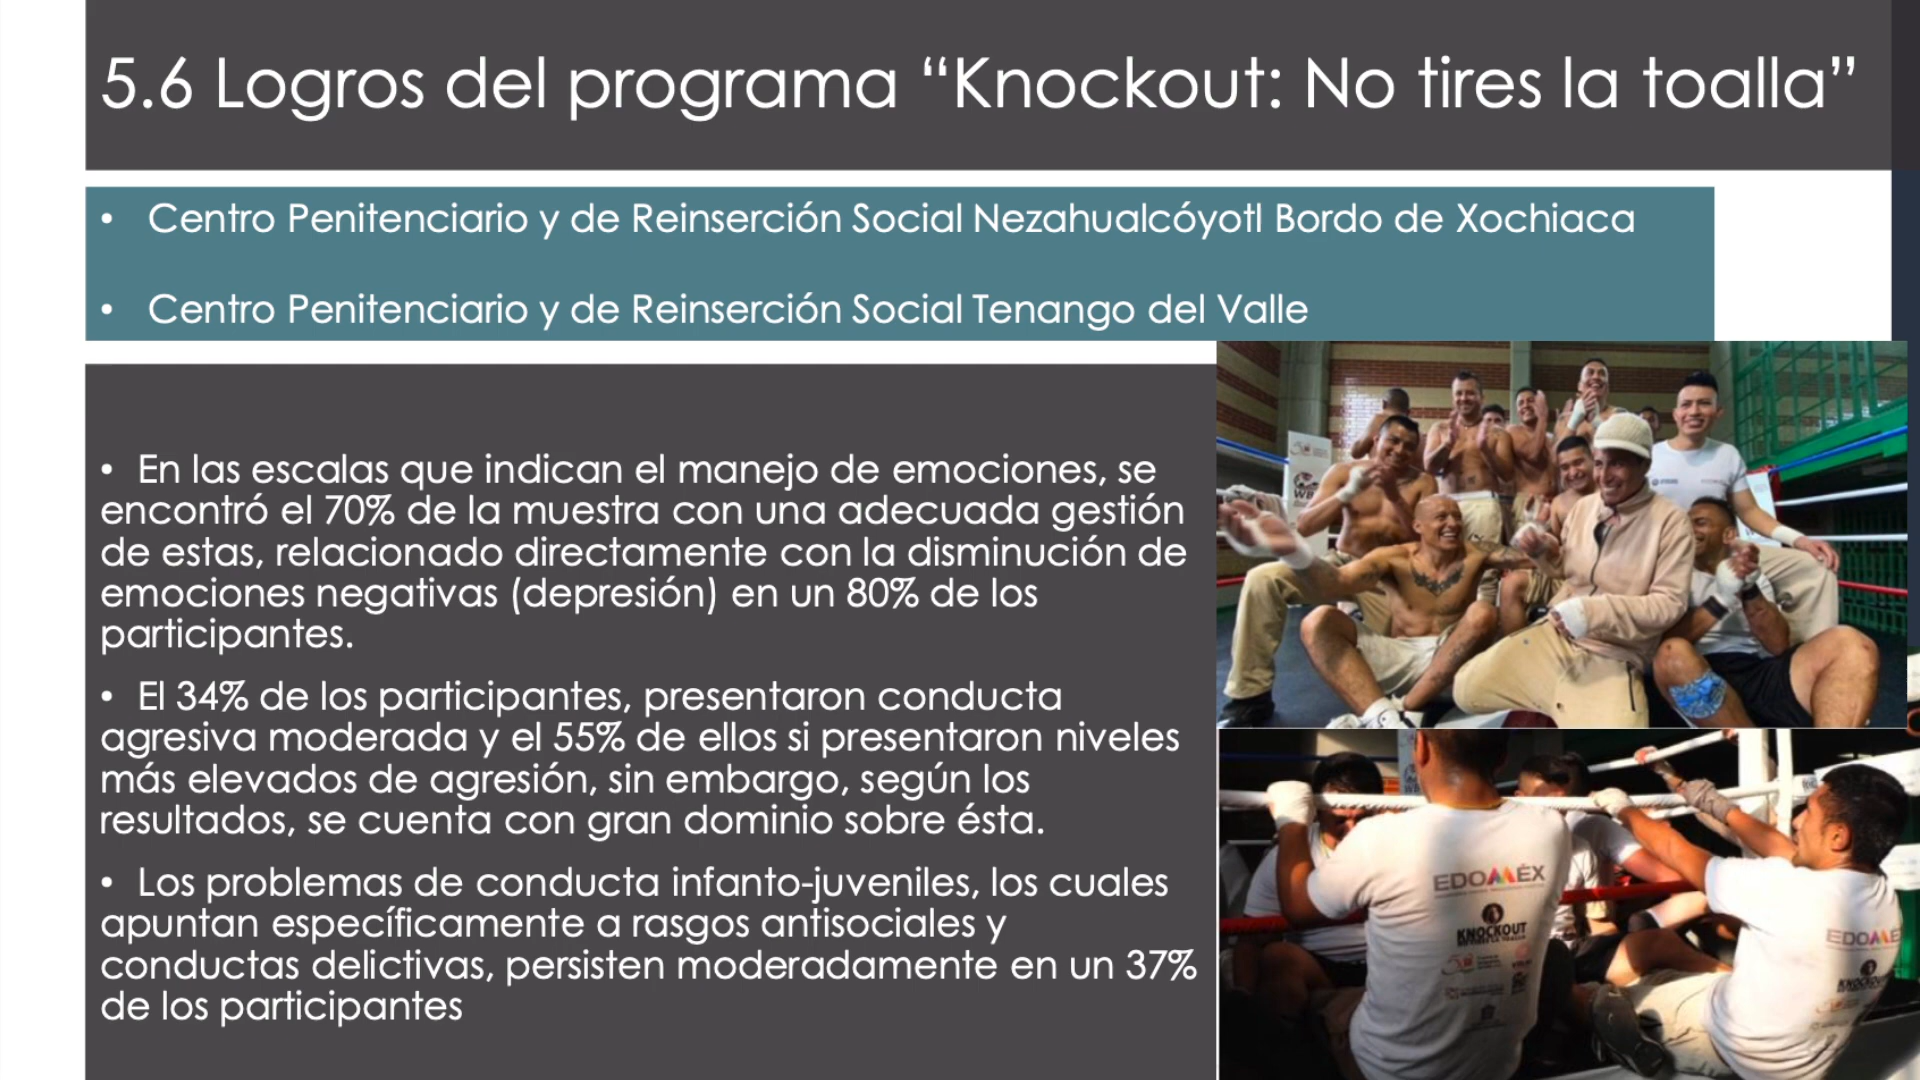 5.6 Logros del programa “Knockout: No tires la toalla”
• Centro Penitenciario y de Reinserción Social Nezahualcóyotl Bordo de Xochiaca
• Centro Penitenciario y de Reinserción Social Tenango del Valle
• En las escalas que indican el manejo de emociones, se
encontró el 70% de la muestra con una adecuada gestión
de estas, relacionado directamente con la disminución de
emociones negativas (depresión) en un 80% de los
participantes.
• El 34% de los participantes, presentaron conducta
agresiva moderada y el 55% de ellos si presentaron niveles
más elevados de agresión, sin embargo, según los
resultados, se cuenta con gran dominio sobre ésta.
• Los problemas de conducta infanto-juveniles, los cuales
apuntan específicamente a rasgos antisociales y
conductas delictivas, persisten moderadamente en un 37%
de los participantes
EDOMÉX
KNOCKOUT
EDOMÉ
KNOCKOU